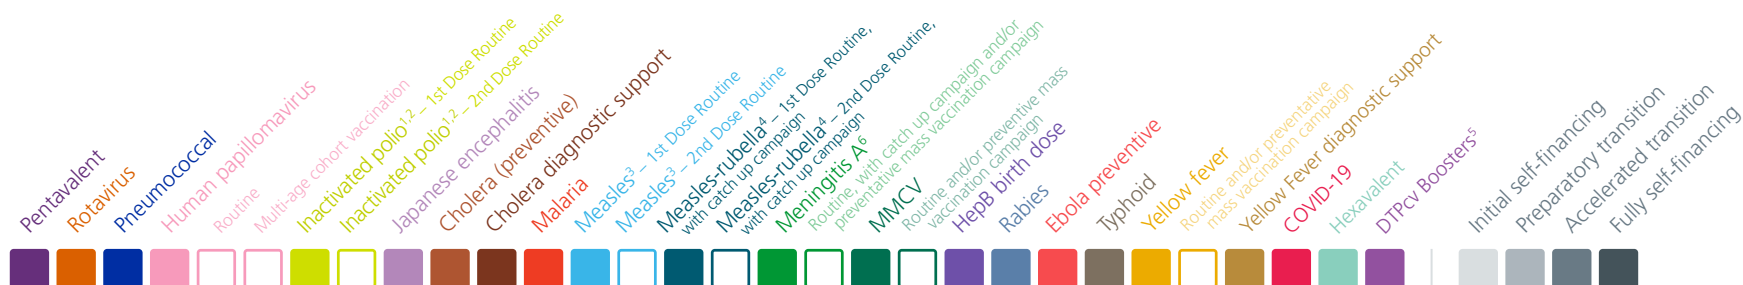 Pentavalent
Rotavirus
Pneumococcal
Human papillomavirus
Routine
Multi-age cohort vaccination
Inactivated polio1,2 – 1st Dose Routine
Inactivated polio1,2 – 2nd Dose Routine
Japanese encephalitis
Cholera (preventive)
Cholera diagnostic support
Malaria
Measles3 – 1st Dose Routine
Measles3 – 2nd Dose Routine
Measles-rubella4 – 1st Dose Routine,
with catch up campaign
Measles-rubella4 – 2nd Dose Routine,
with catch up campaign
Meningitis A6
Routine, with catch up campaign and/or
preventative mass vaccination campaign
MMCV
Routine and/or preventive mass
vaccination campaign
HepB birth dose
Rabies
Ebola preventive
Typhoid
Yellow fever
Routine and/or preventative
mass vaccination campaign
Yellow Fever diagnostic support
COVID-19
Hexavalent
DTPcv Boosters5
Initial self-financing
Preparatory transition
Accelerated transition
Fully self-financing